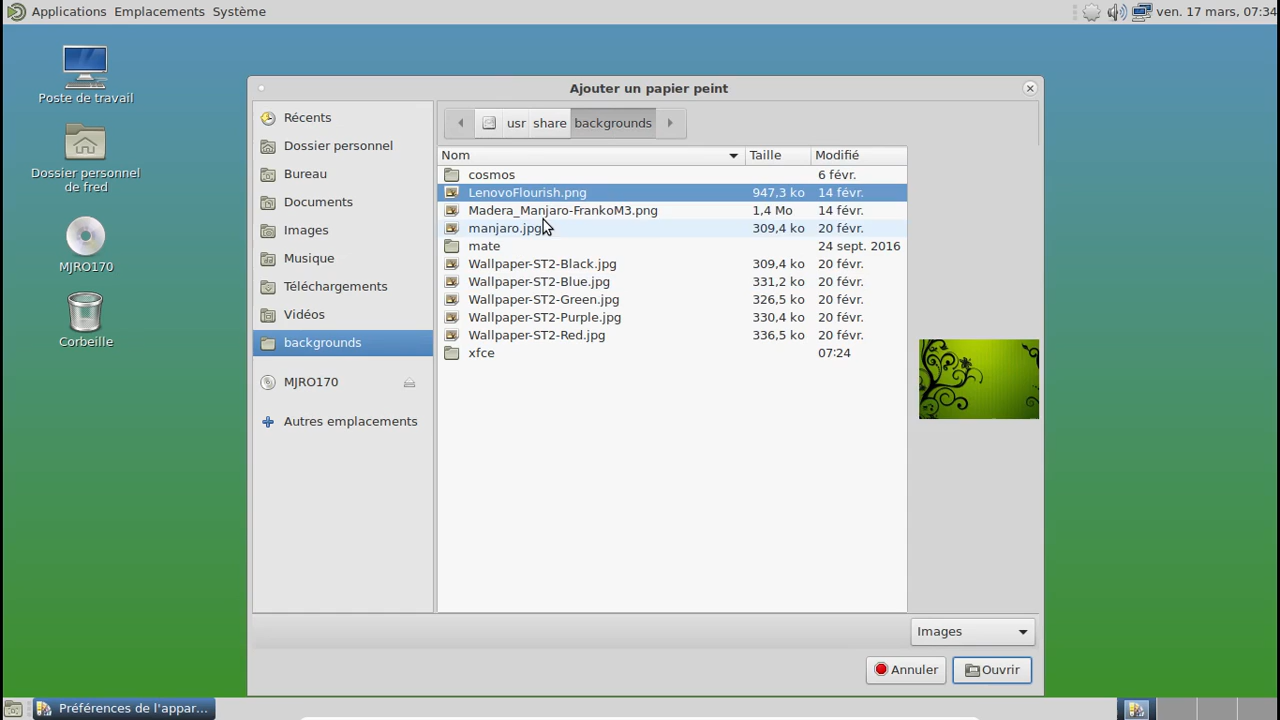 Applications Emplacements Système ven. 17 mars, 07:34
Poste de travail
Dossier personnel
de fred
MJRO170
Corbeille
Ajouter un papier peint
Récents
Dossier personnel
Bureau
Documents
Images
Musique
Téléchargements
Vidéos
backgrounds
MJRO170
Autres emplacements
usr share backgrounds
Nom Taille Modifié
cosmos 6 févr.
LenovoFlourish.png 947,3 ko 14 févr.
Madera_Manjaro-FrankoM3.png 1,4 Mo 14 févr.
manjaro.jpg 309,4 ko 20 févr.
mate 24 sept. 2016
Wallpaper-ST2-Black.jpg 309,4 ko 20 févr.
Wallpaper-ST2-Blue.jpg 331,2 ko 20 févr.
Wallpaper-ST2-Green.jpg 326,5 ko 20 févr.
Wallpaper-ST2-Purple.jpg 330,4 ko 20 févr.
Wallpaper-ST2-Red.jpg 336,5 ko 20 févr.
xfce 07:24
Images
Annuler Ouvrir
Préférences de l'appar...